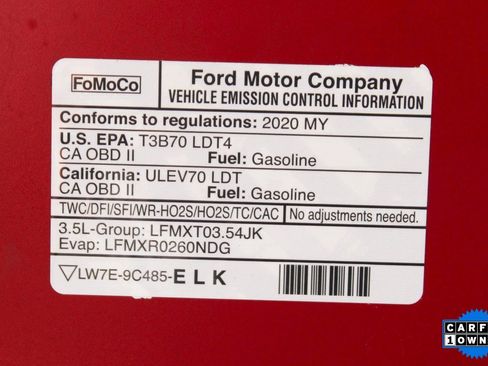 FoMoCo
Ford Motor Company
VEHICLE EMISSION CONTROL INFORMATION
Conforms to regulations: 2020 MY
U.S. EPA: T3B70 LDT4
CA OBD II Fuel: Gasoline
California: ULEV70 LDT
CA OBD II Fuel: Gasoline
TWC/DFI/SFI/WR-HO2S/HO2S/TC/CAC No adjustments needed.
3.5L-Group: LFMXT03.54JK
Evap: LFMXR0260NDG
LW7E-9C485-E L K
CARF
1 OWN